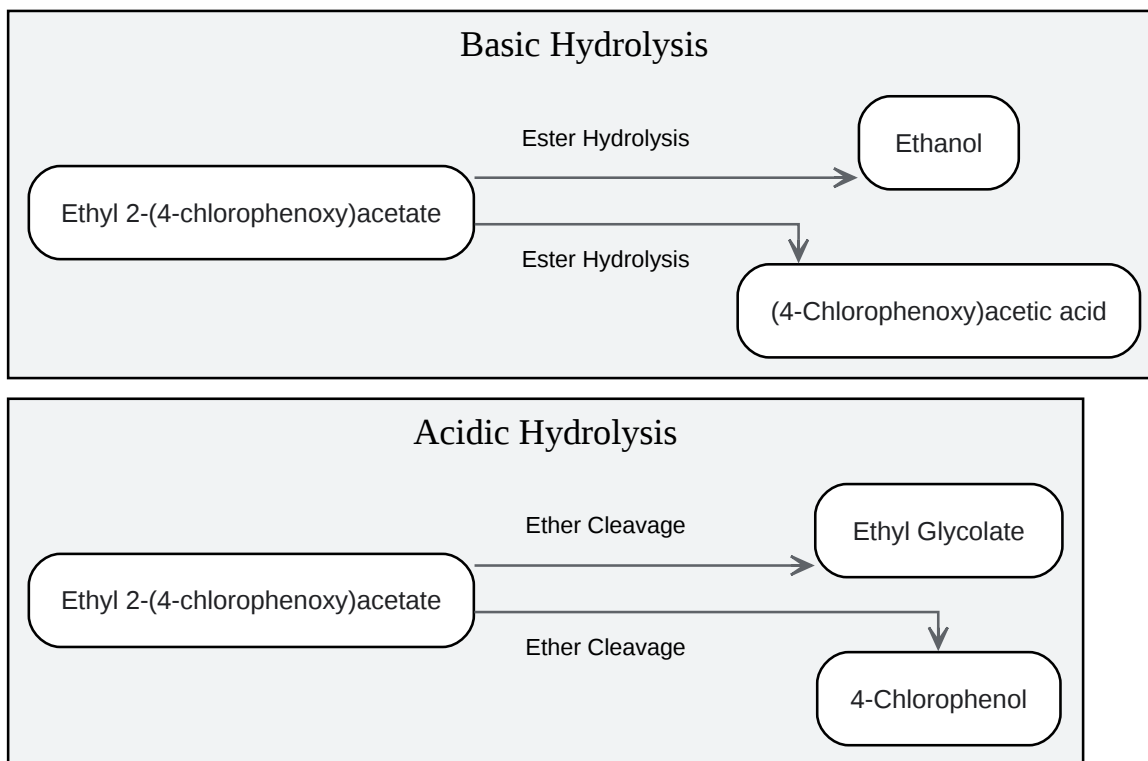 Basic Hydrolysis
Ester Hydrolysis
Ethanol
Ethyl 2-(4-chlorophenoxy)acetate
Ester Hydrolysis
(4-Chlorophenoxy)acetic acid
Acidic Hydrolysis
Ether Cleavage
Ethyl Glycolate
Ethyl 2-(4-chlorophenoxy)acetate
Ether Cleavage
4-Chlorophenol